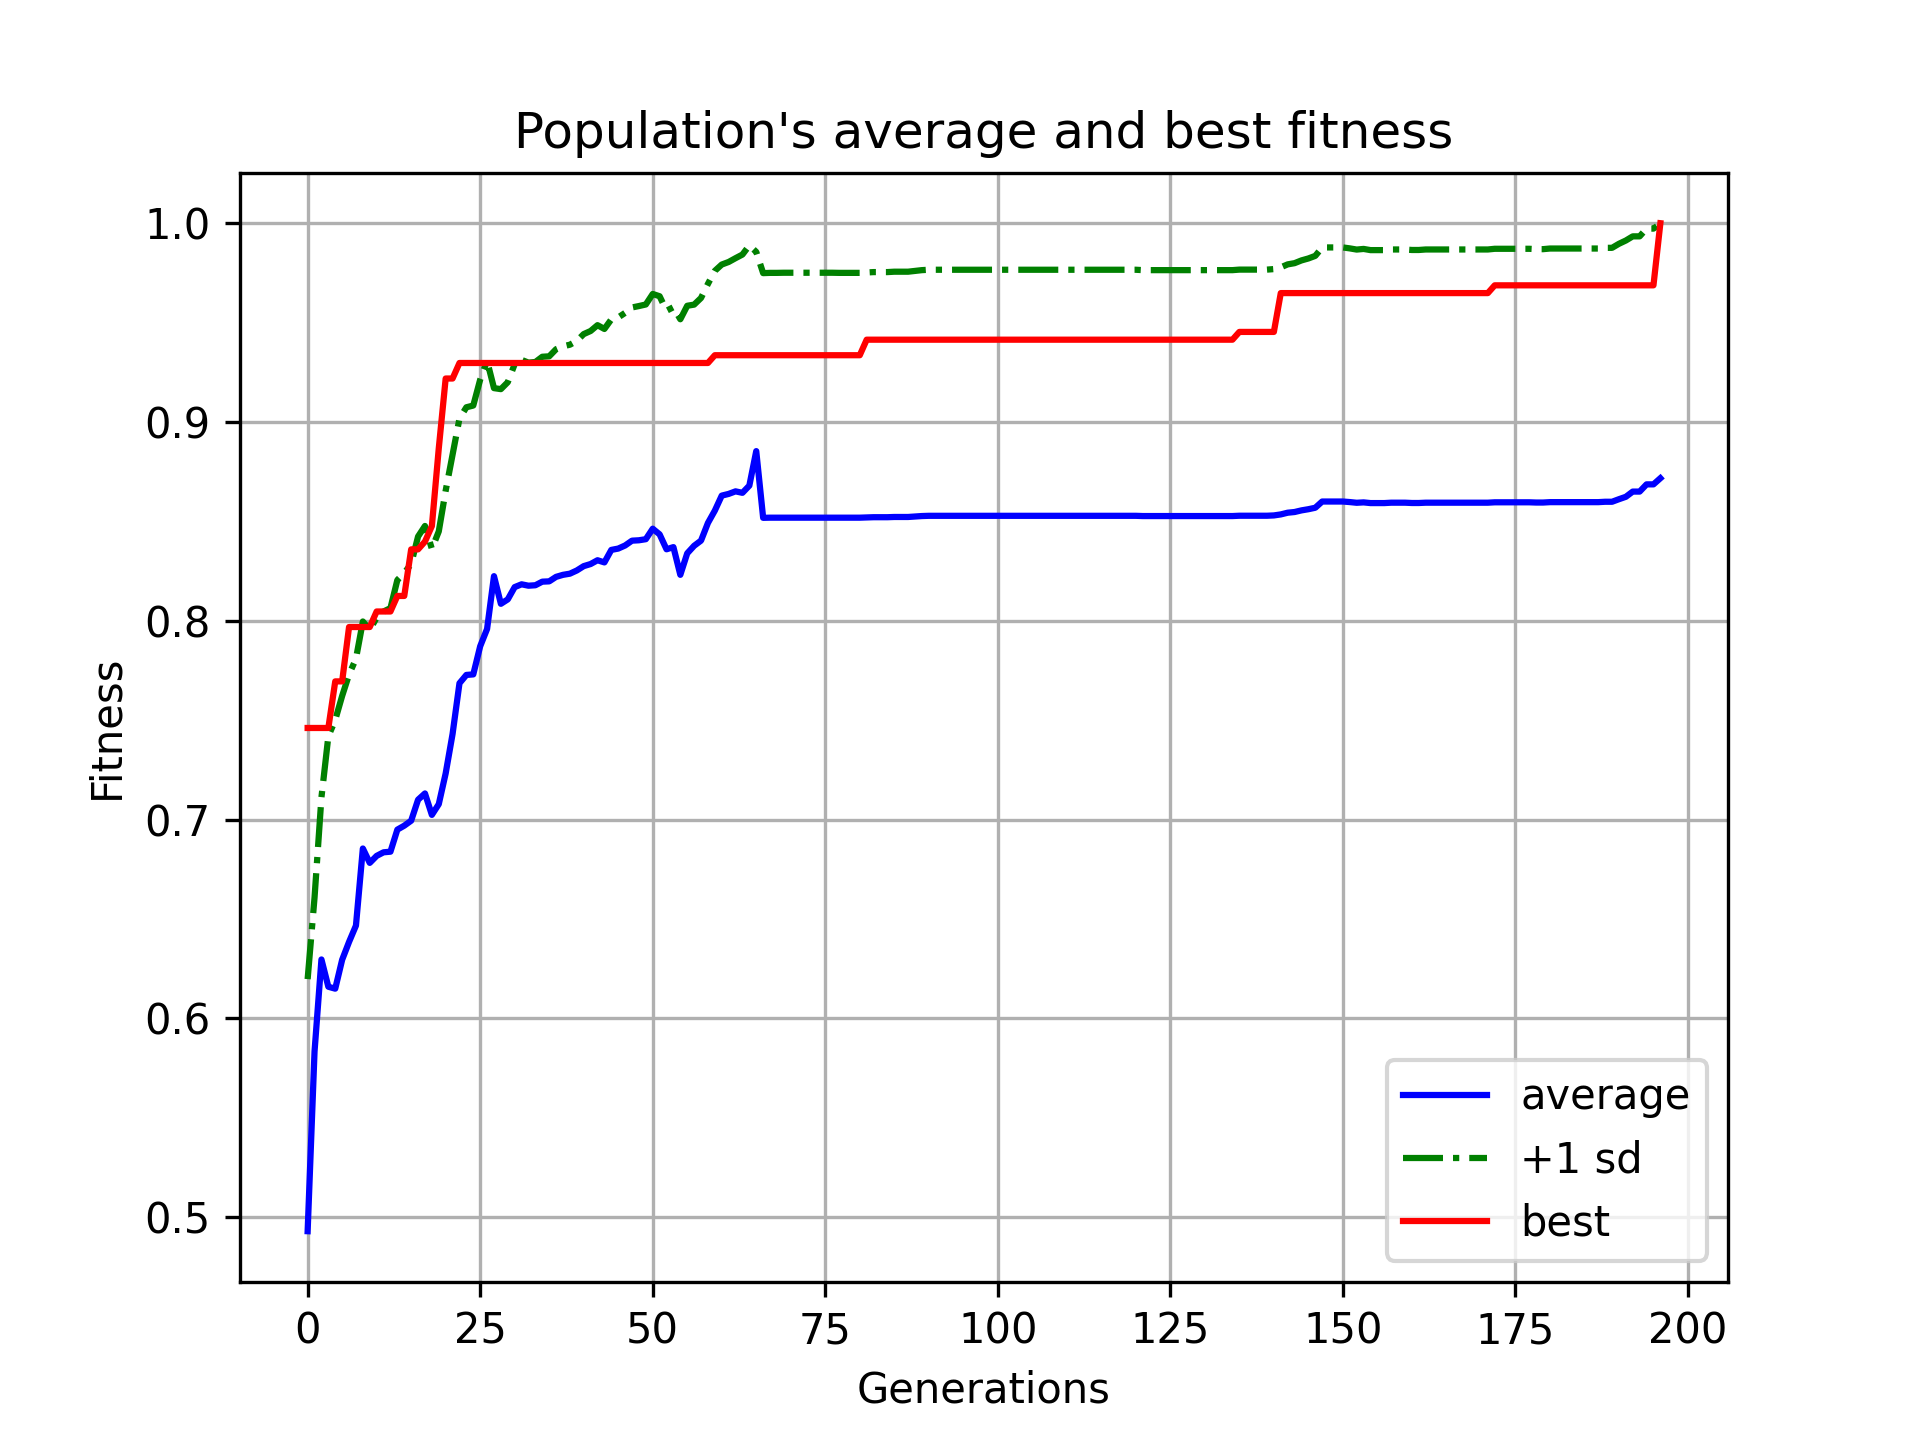 Population's average and best fitness
1.0
0.9
0.8
0.7
0.6
0.5
Fitness
average
+1 sd
best
0 25 50 75 100 125 150 175 200
Generations